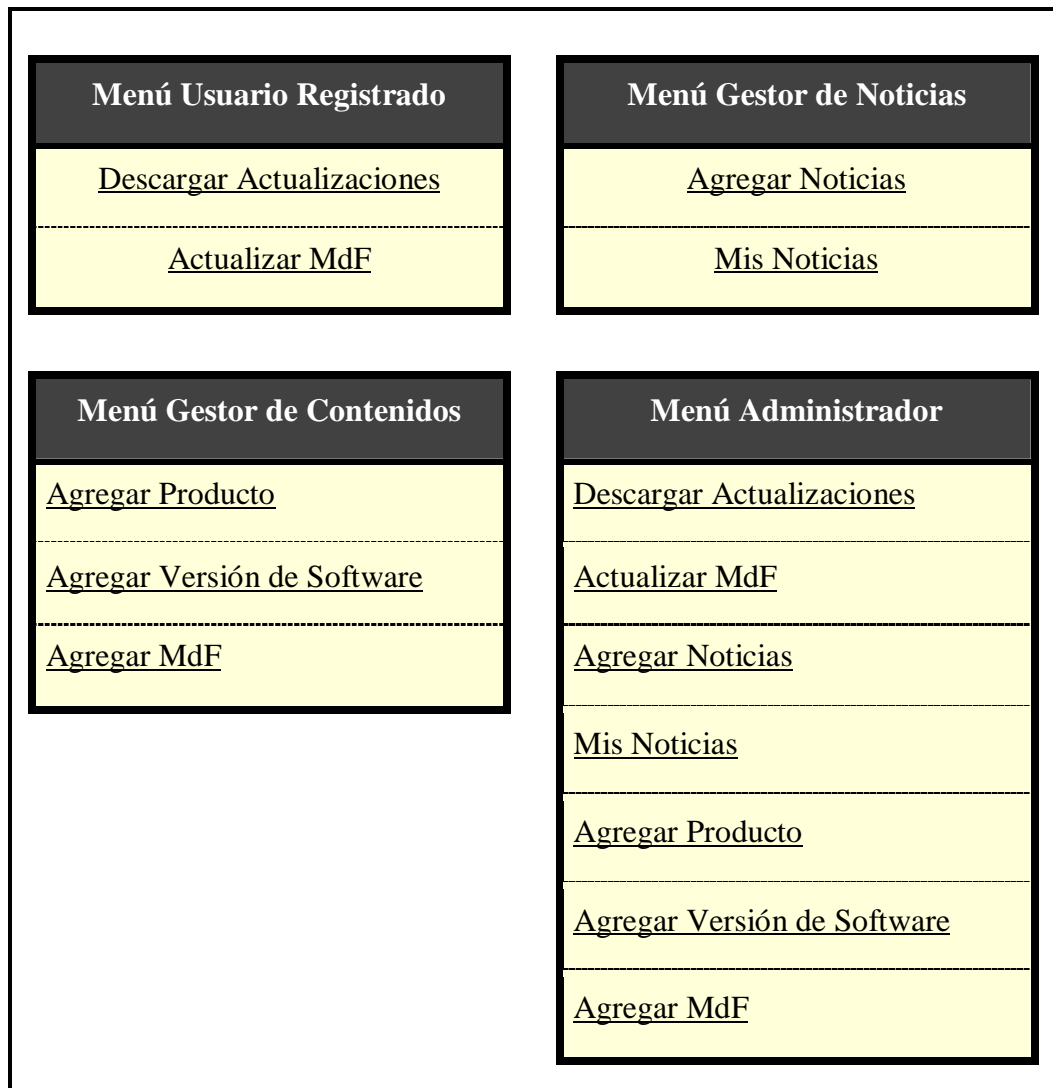 Menú Usuario Registrado
Descargar Actualizaciones
Actualizar MdF
Menú Gestor de Noticias
Agregar Noticias
Mis Noticias
Menú Gestor de Contenidos
Agregar Producto
Agregar Versión de Software
Agregar MdF
Menú Administrador
Descargar Actualizaciones
Actualizar MdF
Agregar Noticias
Mis Noticias
Agregar Producto
Agregar Versión de Software
Agregar MdF